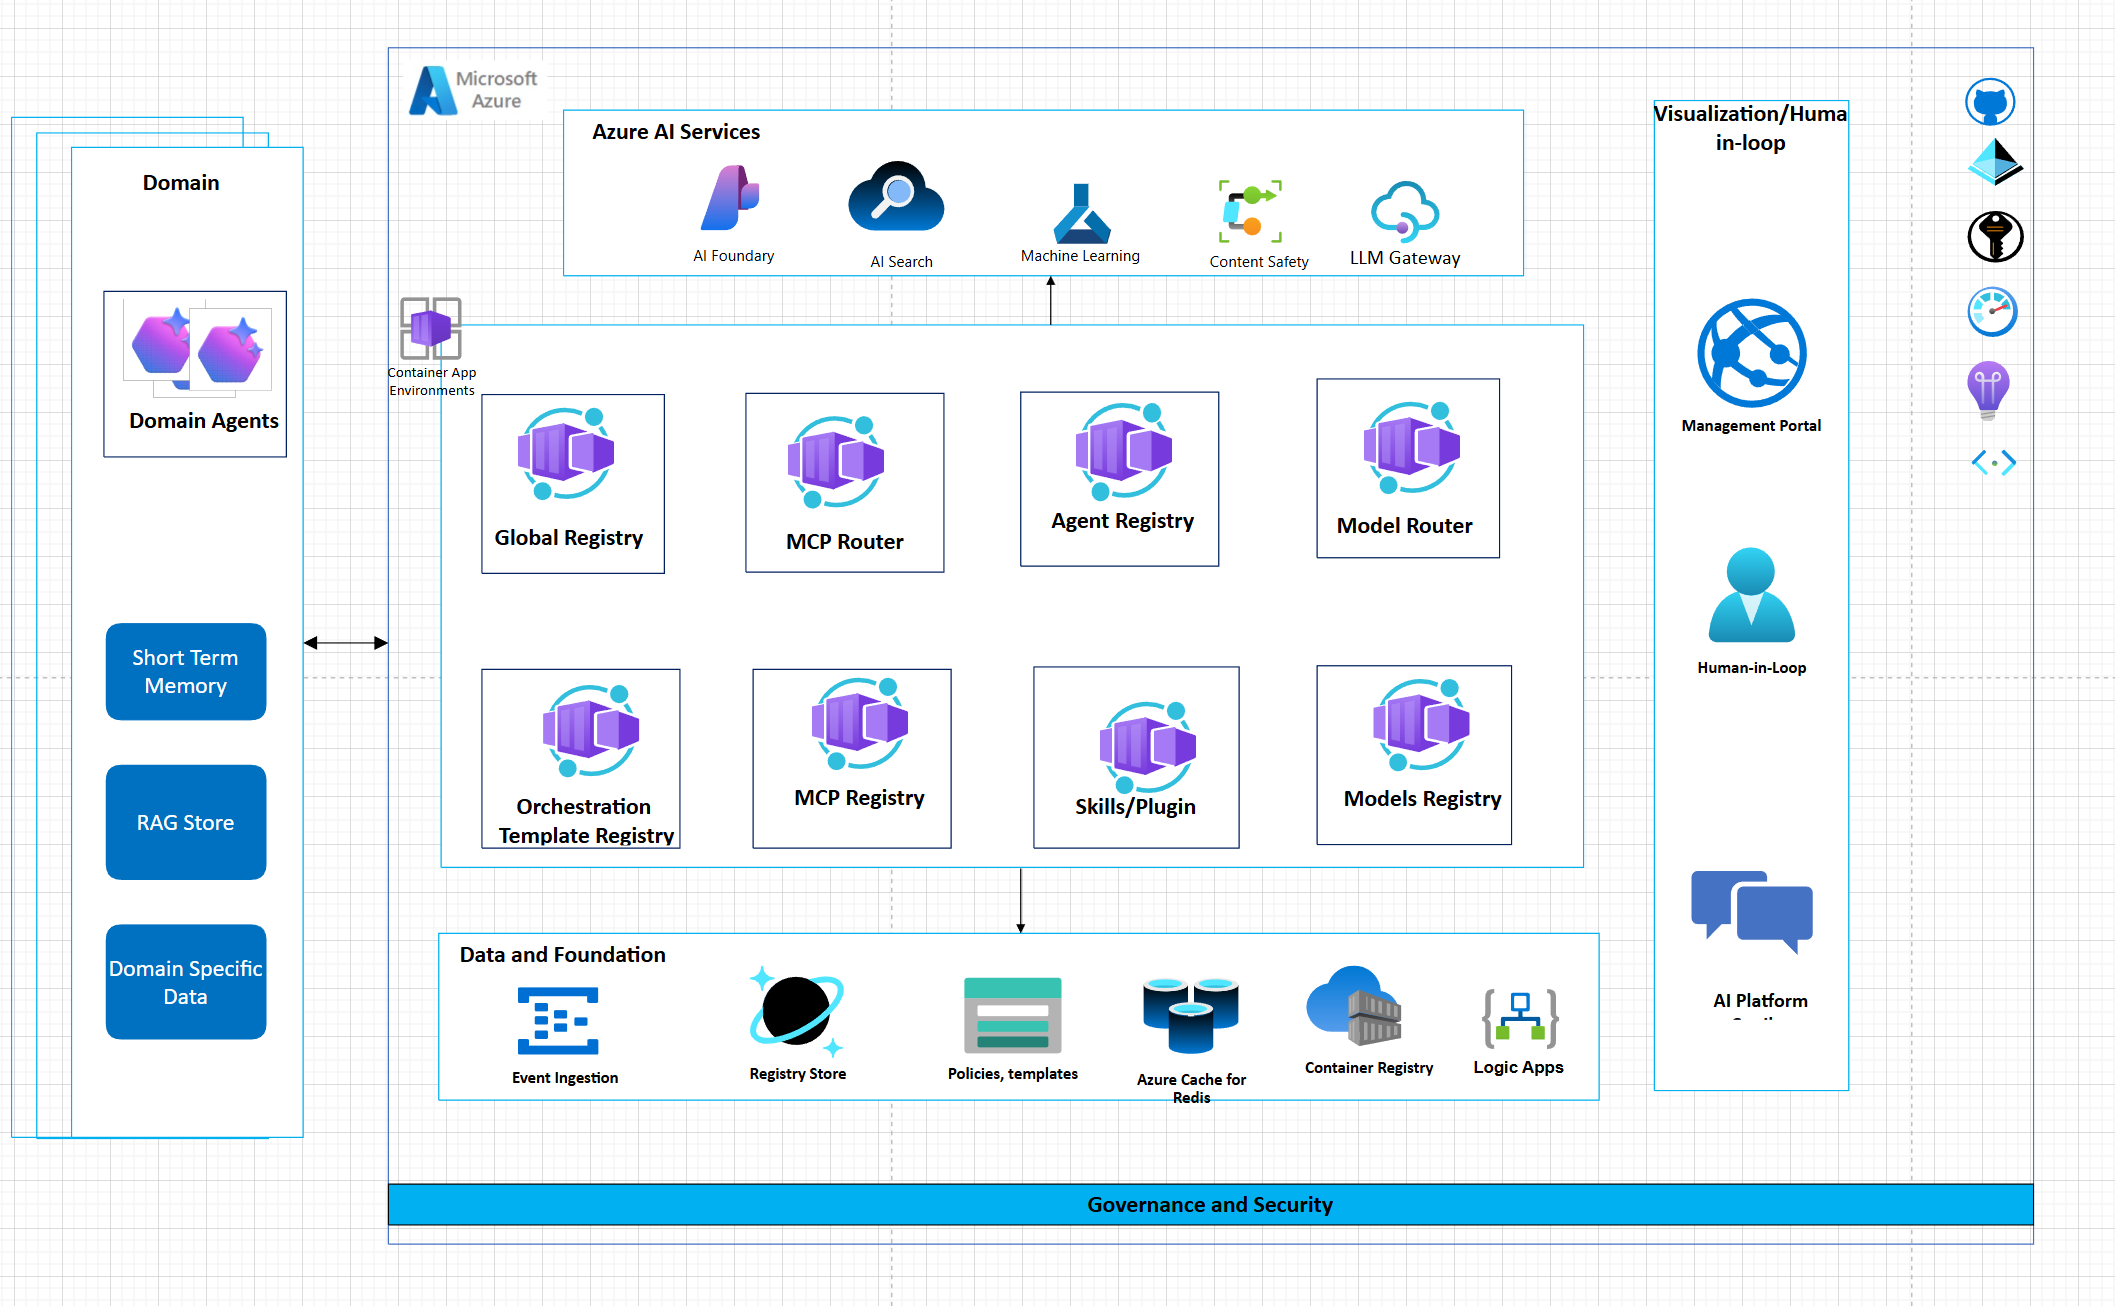 Microsoft
Azure
Domain
Domain Agents
Short Term
Memory
RAG Store
Domain Specific
Data
Azure AI Services
AI Foundary
AI Search
Machine Learning
Content Safety
LLM Gateway
Container App
Environments
Global Registry
MCP Router
Agent Registry
Model Router
Orchestration
Template Registry
MCP Registry
Skills/Plugin
Models Registry
Data and Foundation
Event Ingestion
Registry Store
Policies, templates
Azure Cache for
Redis
Container Registry
Logic Apps
Visualization/Huma
in-loop
Management Portal
Human-in-Loop
AI Platform
Governance and Security